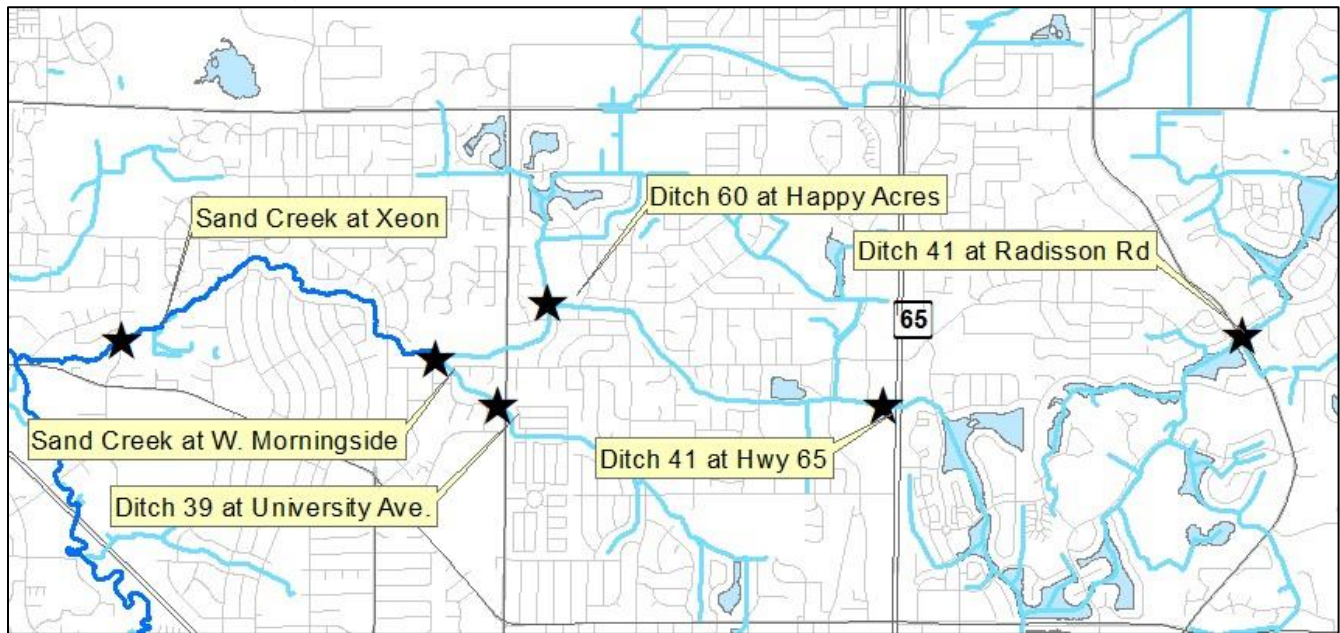 Ditch 60 at Happy Acres
Sand Creek at Xeon
Ditch 41 at Radisson Rd
65
Sand Creek at W. Morningside
Ditch 41 at Hwy 65
Ditch 39 at University Ave.